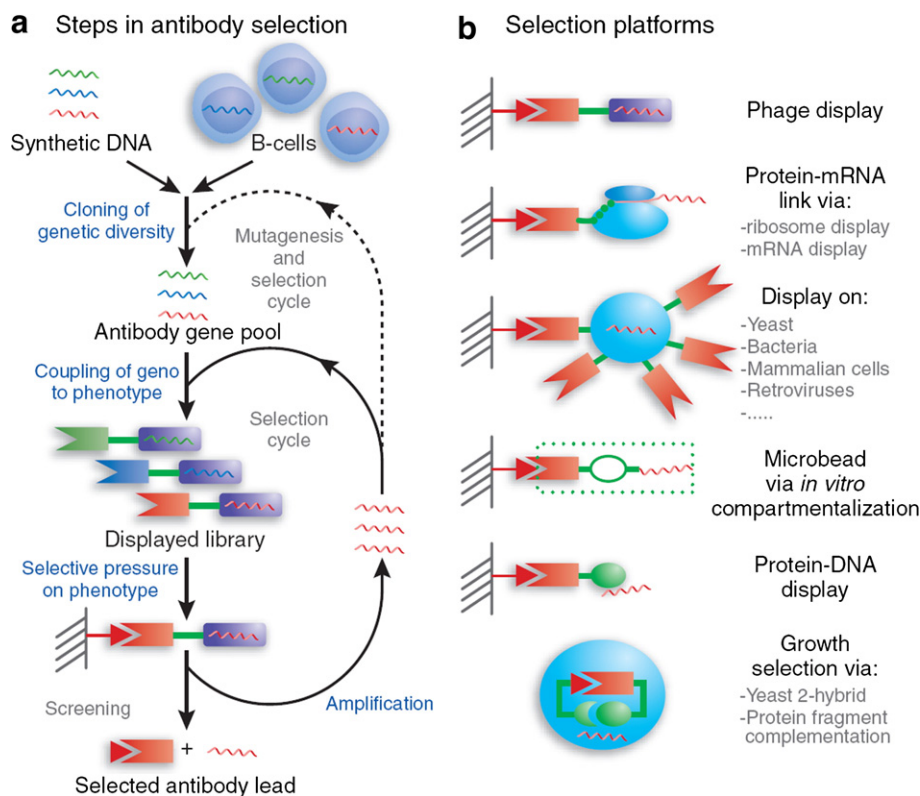 a Steps in antibody selection
Synthetic DNA
B-cells
Cloning of
genetic diversity
Mutagenesis
and
selection
cycle
Antibody gene pool
Coupling of geno
to phenotype
Selection
cycle
Displayed library
Selective pressure
on phenotype
Screening
Amplification
+
Selected antibody lead
b Selection platforms
Phage display
Protein-mRNA
link via:
-ribosome display
-mRNA display
Display on:
-Yeast
-Bacteria
-Mammalian cells
-Retroviruses
-.....
Microbead
via in vitro
compartmentalization
Protein-DNA
display
Growth
selection via:
-Yeast 2-hybrid
-Protein fragment
complementation